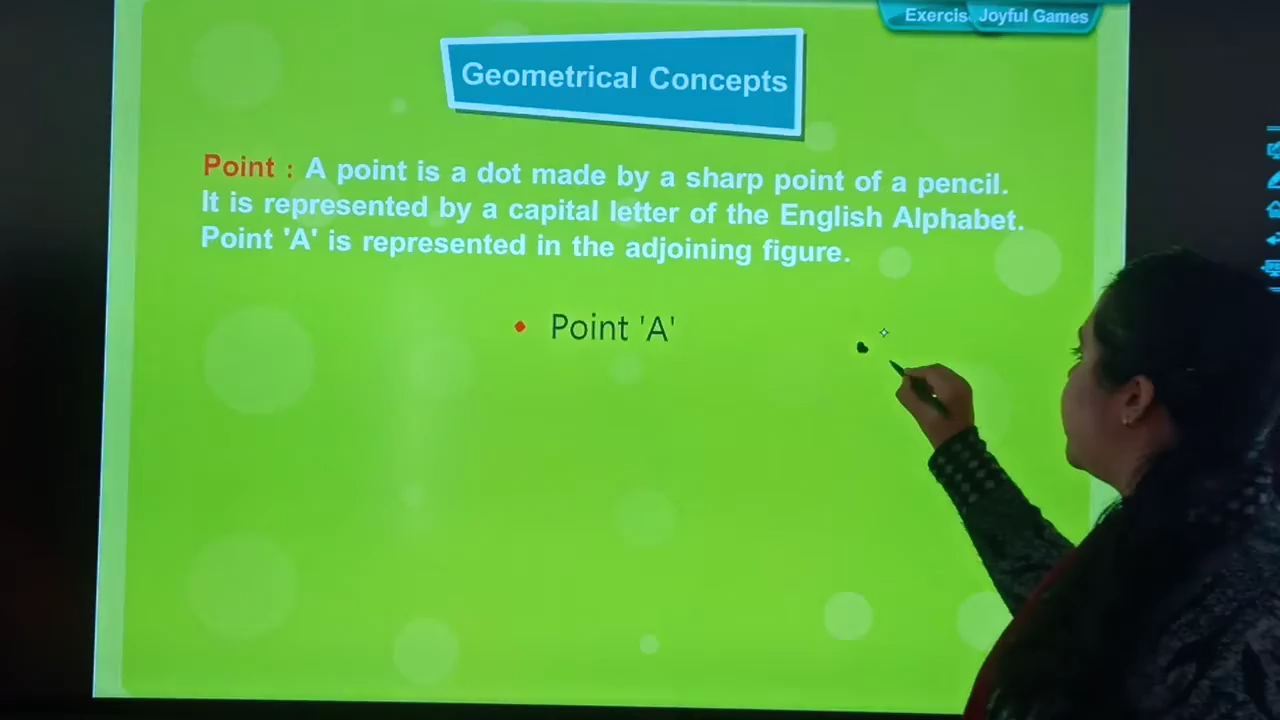 Exercis
Joyful Games
Geometrical Concepts
Point : A point is a dot made by a sharp point of a pencil.
It is represented by a capital letter of the English Alphabet.
Point 'A' is represented in the adjoining figure.
Point 'A'